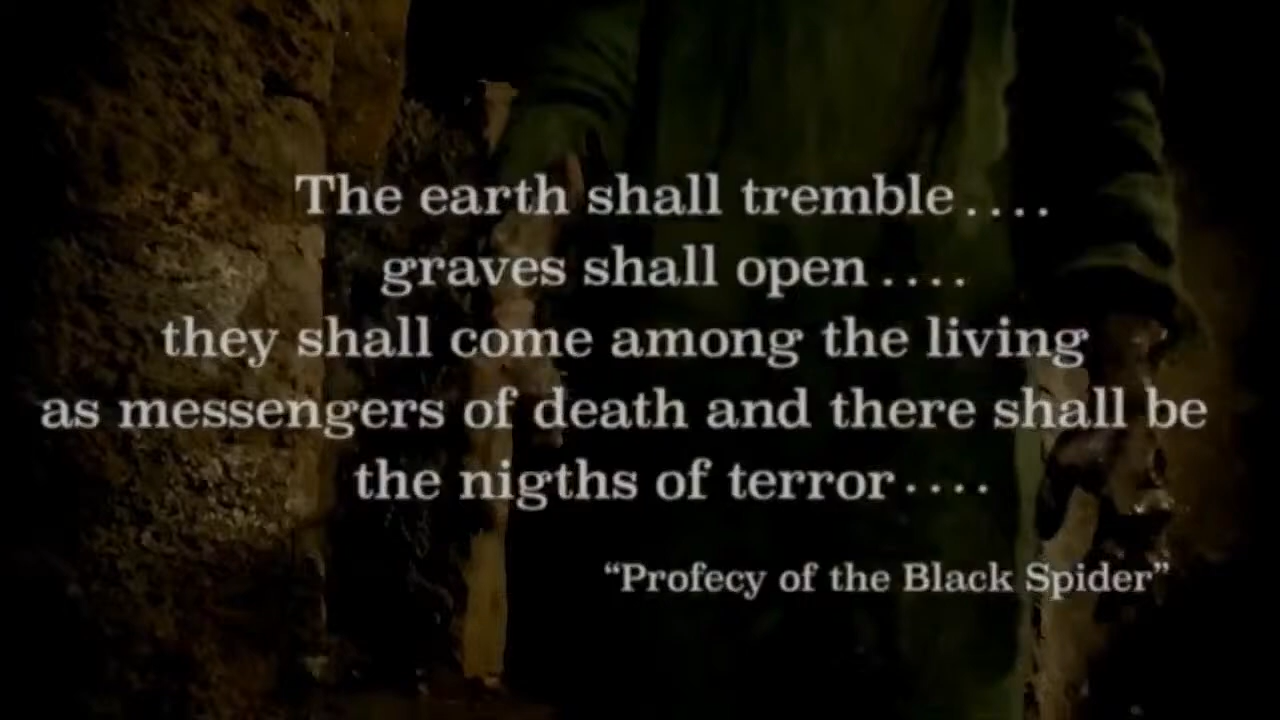 The earth shall tremble....
graves shall open....
they shall come among the living
as messengers of death and there shall be
the nigths of terror....
“Profecy of the Black Spider”